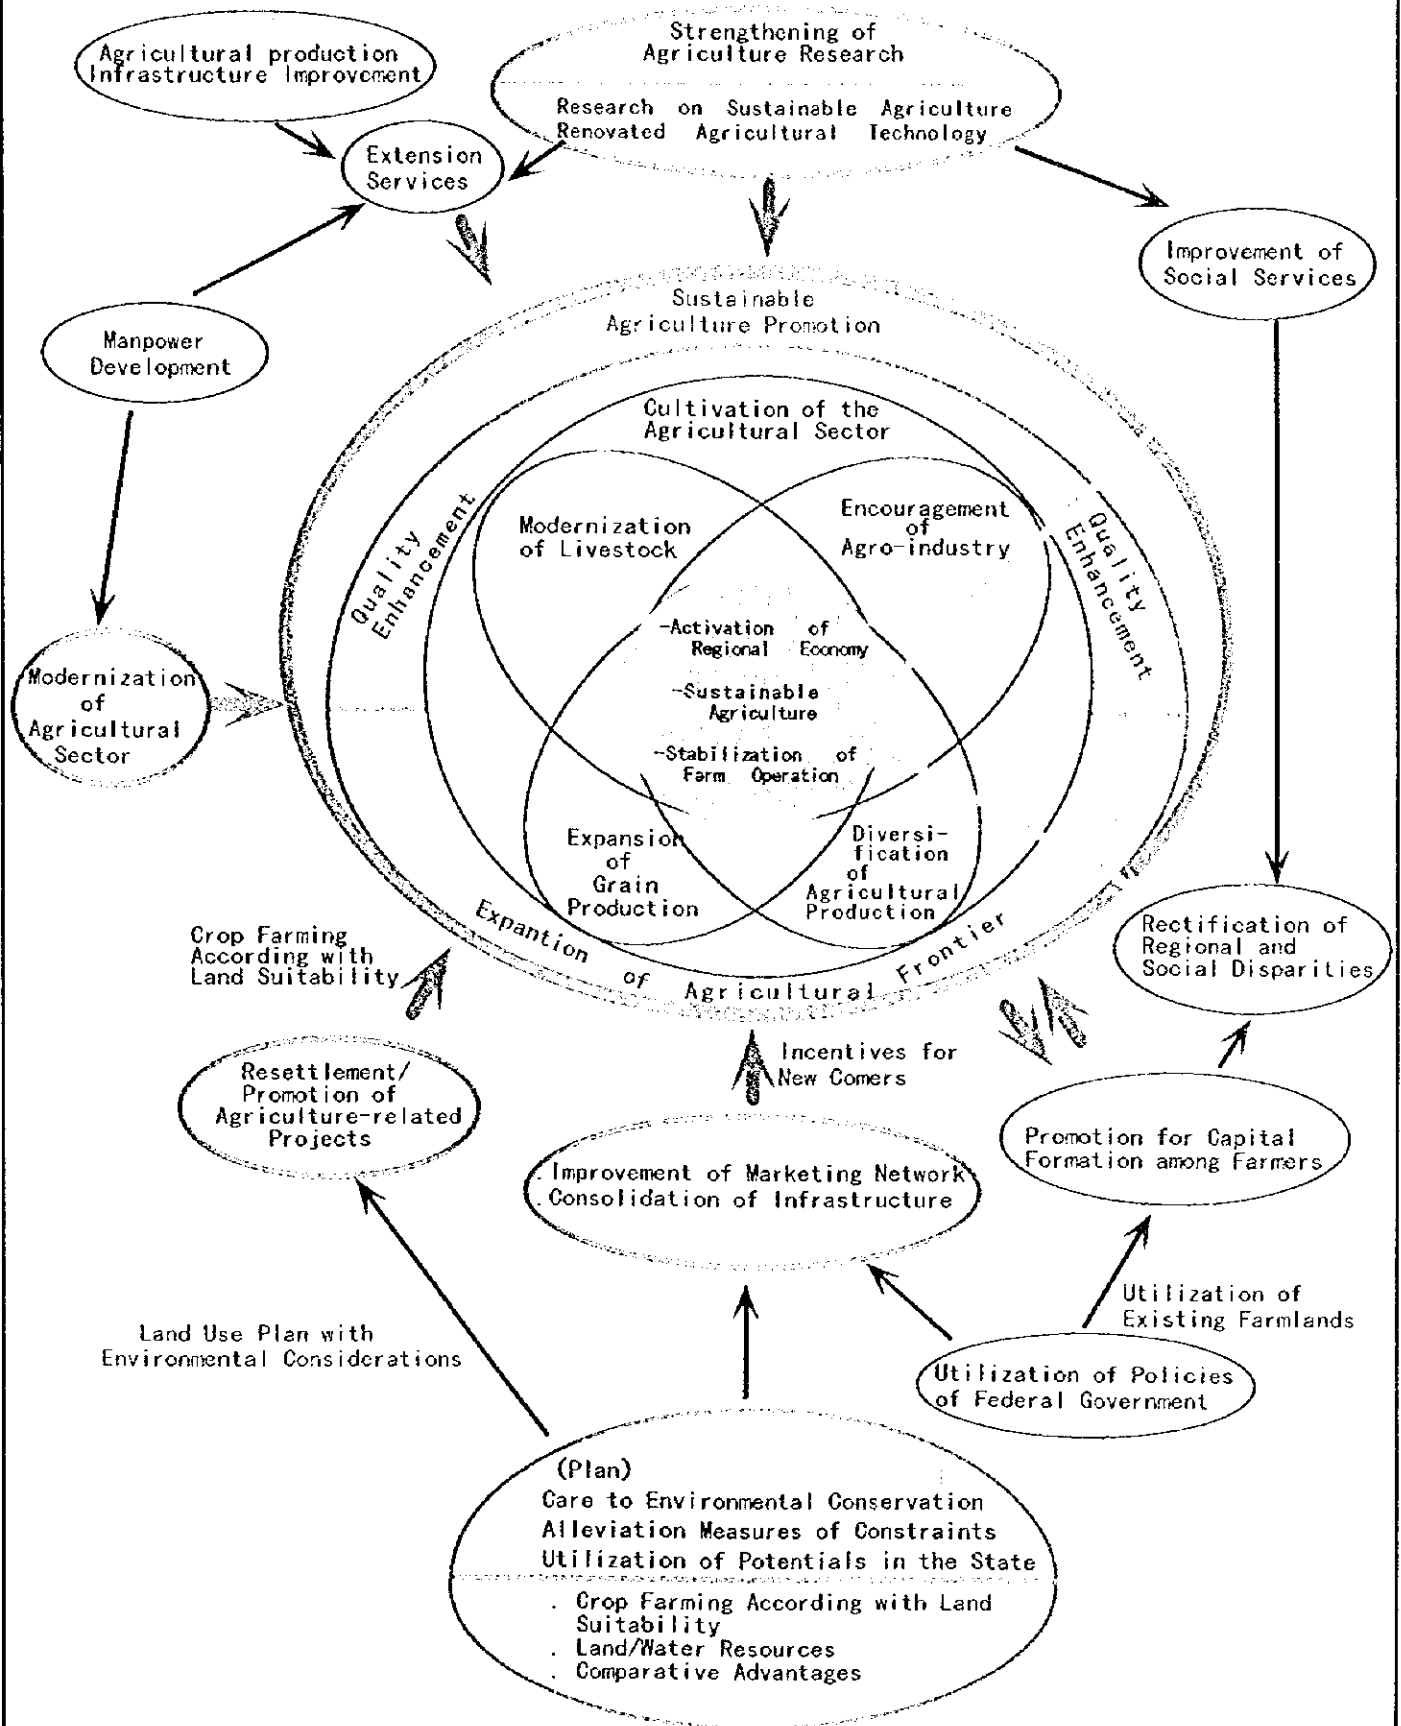 Agricultural production
Infrastructure Improvement
Strengthening of
Agriculture Research
Research on Sustainable Agriculture
Renovated Agricultural Technology
Extension
Services
Improvement of
Social Services
Manpower
Development
Sustainable
Agriculture Promotion
Cultivation of the
Agricultural Sector
Quality
Enhancement
Modernization
of Livestock
Encouragement
of
Agro-industry
Quality
Enhancement
-Activation of
Regional Economy
-Sustainable
Agriculture
-Stabilization of
Farm Operation
Modernization
of
Agricultural
Sector
Expansion
of
Grain
Production
Diversi-
fication
of
Agricultural
Production
Expantion of Agricultural Frontier
Crop Farming
According with
Land Suitability
Rectification of
Regional and
Social Disparities
Resettlement/
Promotion of
Agriculture-related
Projects
Incentives for
New Comers
. Improvement of Marketing Network
. Consolidation of Infrastructure
Promotion for Capital
Formation among Farmers
Land Use Plan with
Environmental Considerations
Utilization of
Existing Farmlands
Utilization of Policies
of Federal Government
(Plan)
Care to Environmental Conservation
Alleviation Measures of Constraints
Utilization of Potentials in the State
. Crop Farming According with Land
Suitability
. Land/Water Resources
. Comparative Advantages